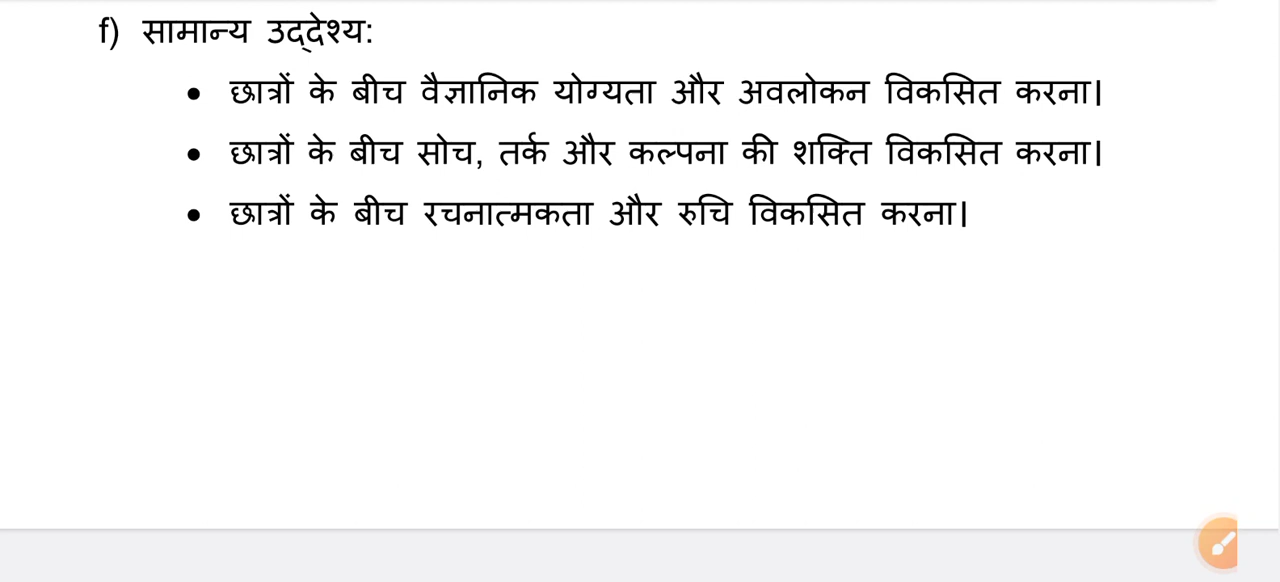 f) सामान्य उद्देश्य:
• छात्रों के बीच वैज्ञानिक योग्यता और अवलोकन विकसित करना।
• छात्रों के बीच सोच, तर्क और कल्पना की शक्ति विकसित करना।
• छात्रों के बीच रचनात्मकता और रुचि विकसित करना।